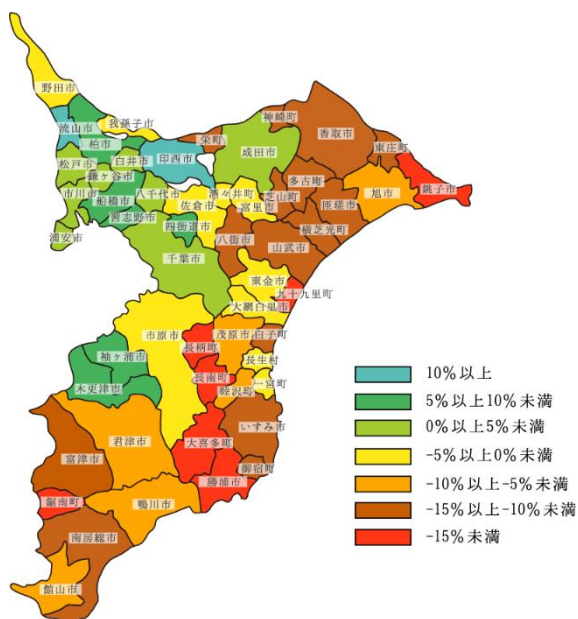 野田市
流山市
我孫子市
柏市
松戸市
白井市
鎌ヶ谷市
印西市
栄町
成田市
神崎町
香取市
東庄町
銚子市
旭市
匝瑳市
多古町
横芝光町
芝山町
山武市
市川市
船橋市
八千代市
習志野市
浦安市
佐倉市
四街道市
酒々井町
富里市
八街市
千葉市
東金市
九十九里町
大網白里市
市原市
茂原市
白子町
長柄町
長生村
長南町
一宮町
睦沢町
袖ヶ浦市
木更津市
いすみ市
大喜多町
御宿町
勝浦市
君津市
富津市
鋸南町
鴨川市
南房総市
館山市
10%以上
5%以上10%未満
0%以上5%未満
-5%以上0%未満
-10%以上-5%未満
-15%以上-10%未満
-15%未満